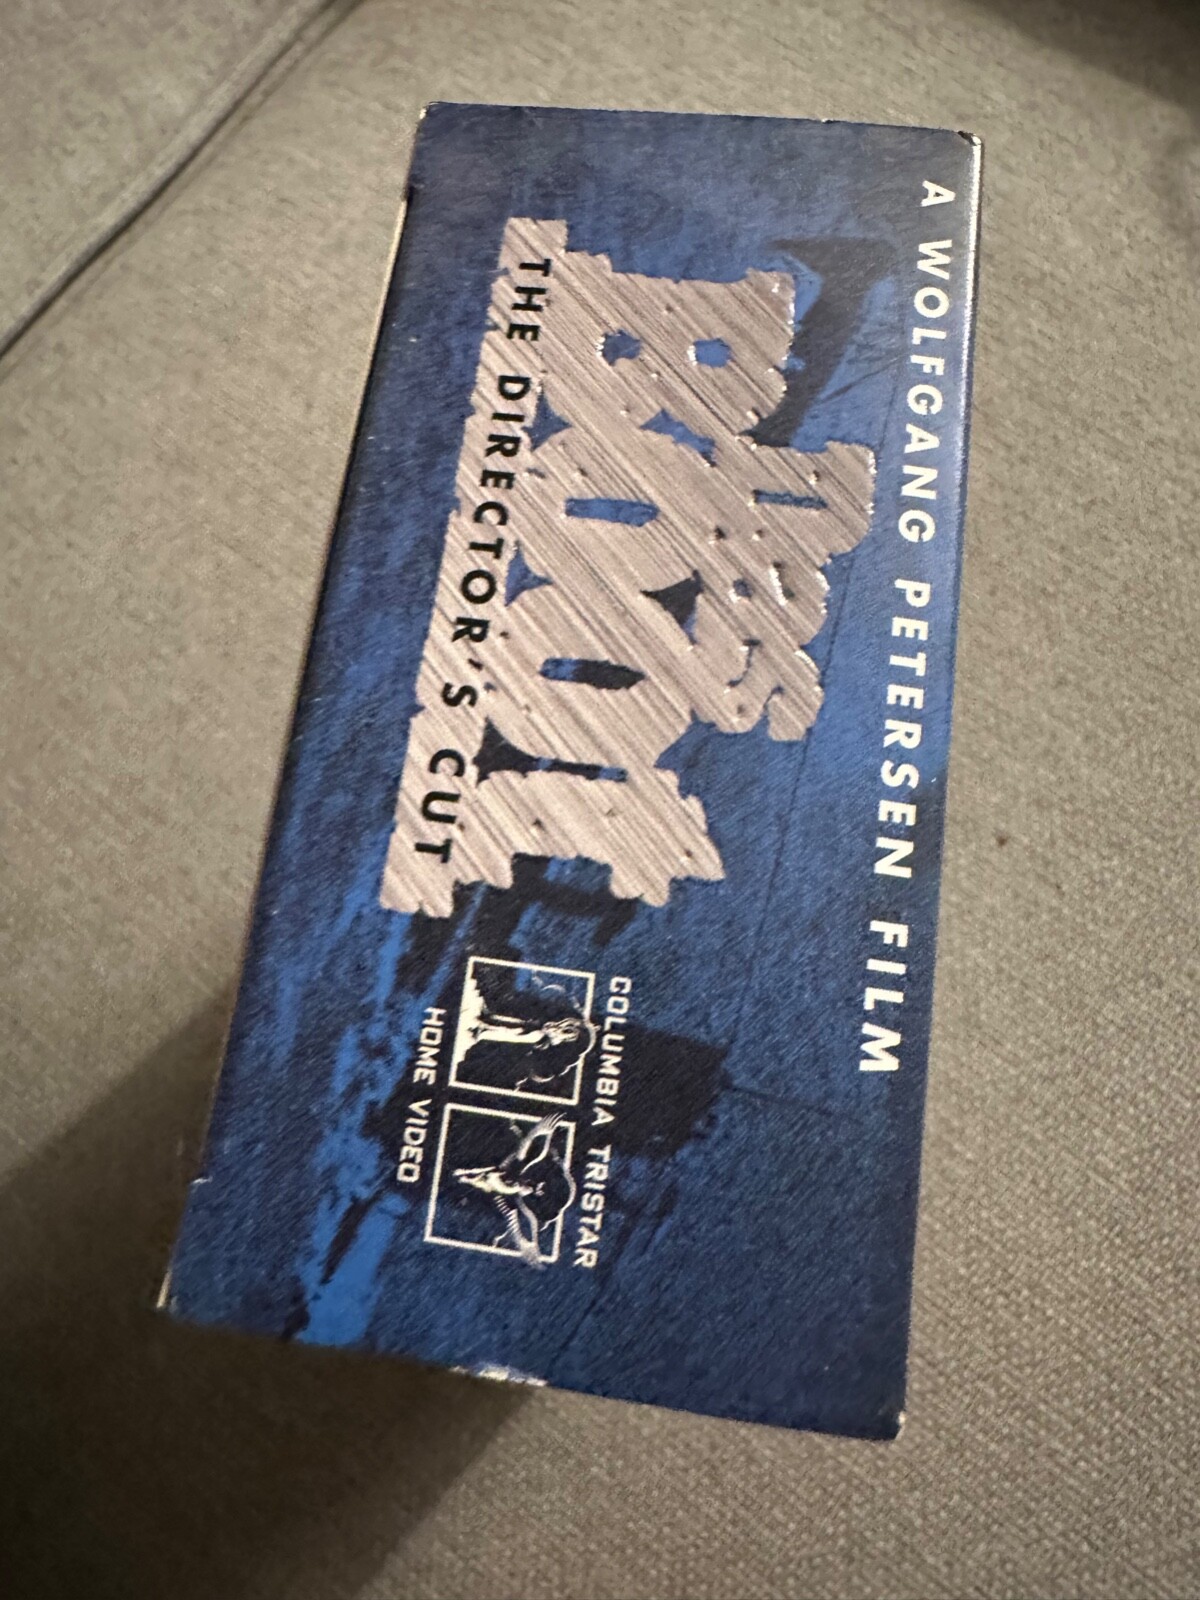 A WOLFGANG PETERSEN FILM
DAS
BOOT
THE DIRECTOR'S CUT
COLUMBIA TRISTAR
HOME VIDEO